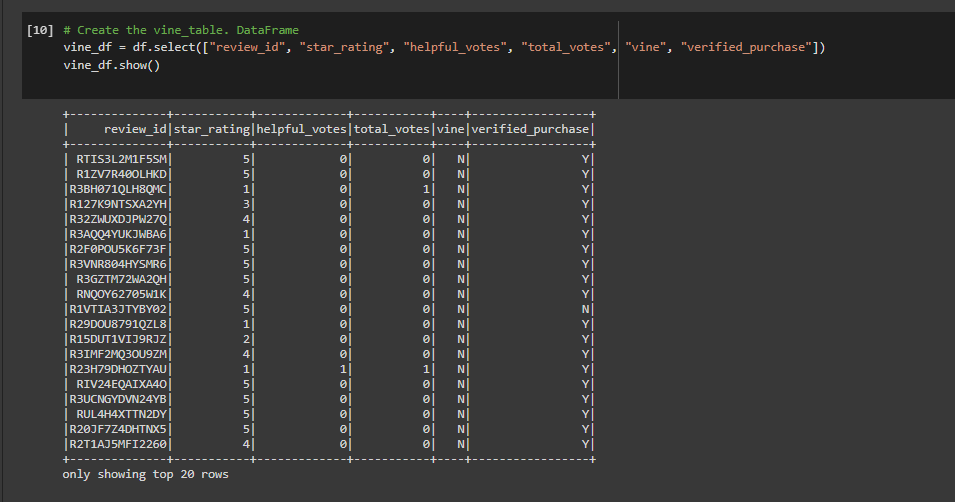 [10] # Create the vine_table. DataFrame
vine_df = df.select(["review_id", "star_rating", "helpful_votes", "total_votes", "vine", "verified_purchase"])
vine_df.show()
+--------------+-----------+-------------+-----------+----+-----------------+
|     review_id|star_rating|helpful_votes|total_votes|vine|verified_purchase|
+--------------+-----------+-------------+-----------+----+-----------------+
| RTIS3L2M1F5SM|          5|            0|          0|   N|                Y|
| R1ZV7R40OLHKD|          5|            0|          0|   N|                Y|
|R3BH071QLH8QMC|          1|            0|          1|   N|                Y|
|R127K9NTSXA2YH|          3|            0|          0|   N|                Y|
|R32ZWUXDJPW27Q|          4|            0|          0|   N|                Y|
|R3AQQ4YUKJWBA6|          1|            0|          0|   N|                Y|
|R2F0POU5K6F73F|          5|            0|          0|   N|                Y|
|R3VNR804HYSMR6|          5|            0|          0|   N|                Y|
| R3GZTM72WA2QH|          5|            0|          0|   N|                Y|
| RNQOY62705W1K|          4|            0|          0|   N|                Y|
|R1VTIA3JTYBY02|          5|            0|          0|   N|                N|
|R29DOU8791QZL8|          1|            0|          0|   N|                Y|
|R15DUT1VIJ9RJZ|          2|            0|          0|   N|                Y|
|R3IMF2MQ3OU9ZM|          4|            0|          0|   N|                Y|
|R23H79DHOZTYAU|          1|            1|          1|   N|                Y|
| RIV24EQAIXA4O|          5|            0|          0|   N|                Y|
|R3UCNGYDVN24YB|          5|            0|          0|   N|                Y|
| RUL4H4XTTN2DY|          5|            0|          0|   N|                Y|
|R20JF7Z4DHTNX5|          5|            0|          0|   N|                Y|
|R2T1AJ5MFI2260|          4|            0|          0|   N|                Y|
+--------------+-----------+-------------+-----------+----+-----------------+
only showing top 20 rows